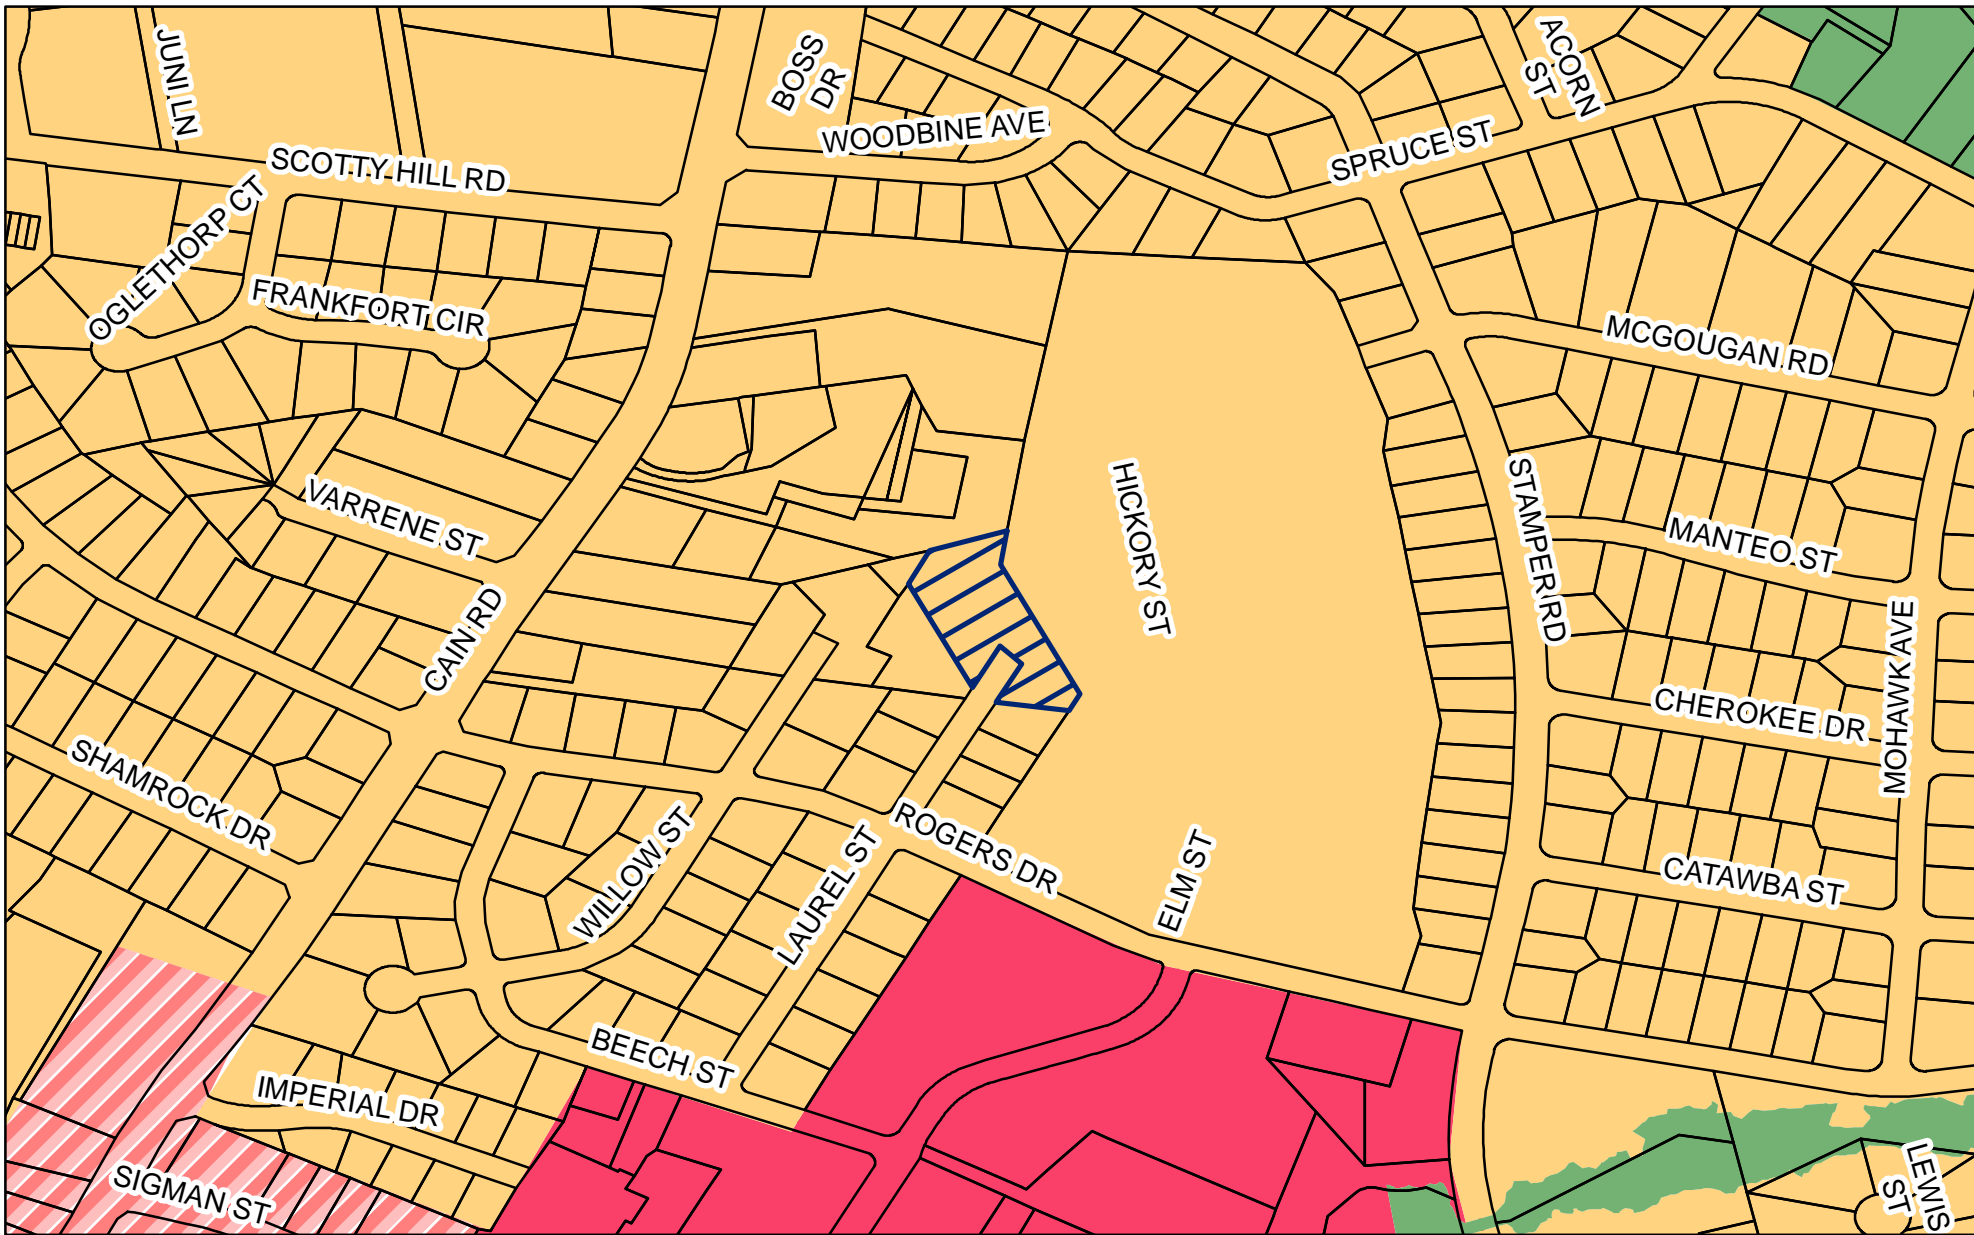 JUNI LN
BOSS
DR
ACORN
ST
WOODBINE AVE
SPRUCE ST
SCOTTY HILL RD
OGLETHORP CT
FRANKFORT CIR
MCGOUGAN RD
HICKORY ST
STAMPER RD
VARRENE ST
MANTEO ST
CAIN RD
MOHAWK AVE
CHEROKEE DR
SHAMROCK DR
WILLOW ST
LAUREL ST
ROGERS DR
ELM ST
CATAWBA ST
BEECH ST
IMPERIAL DR
SIGMAN ST
LEWIS
ST